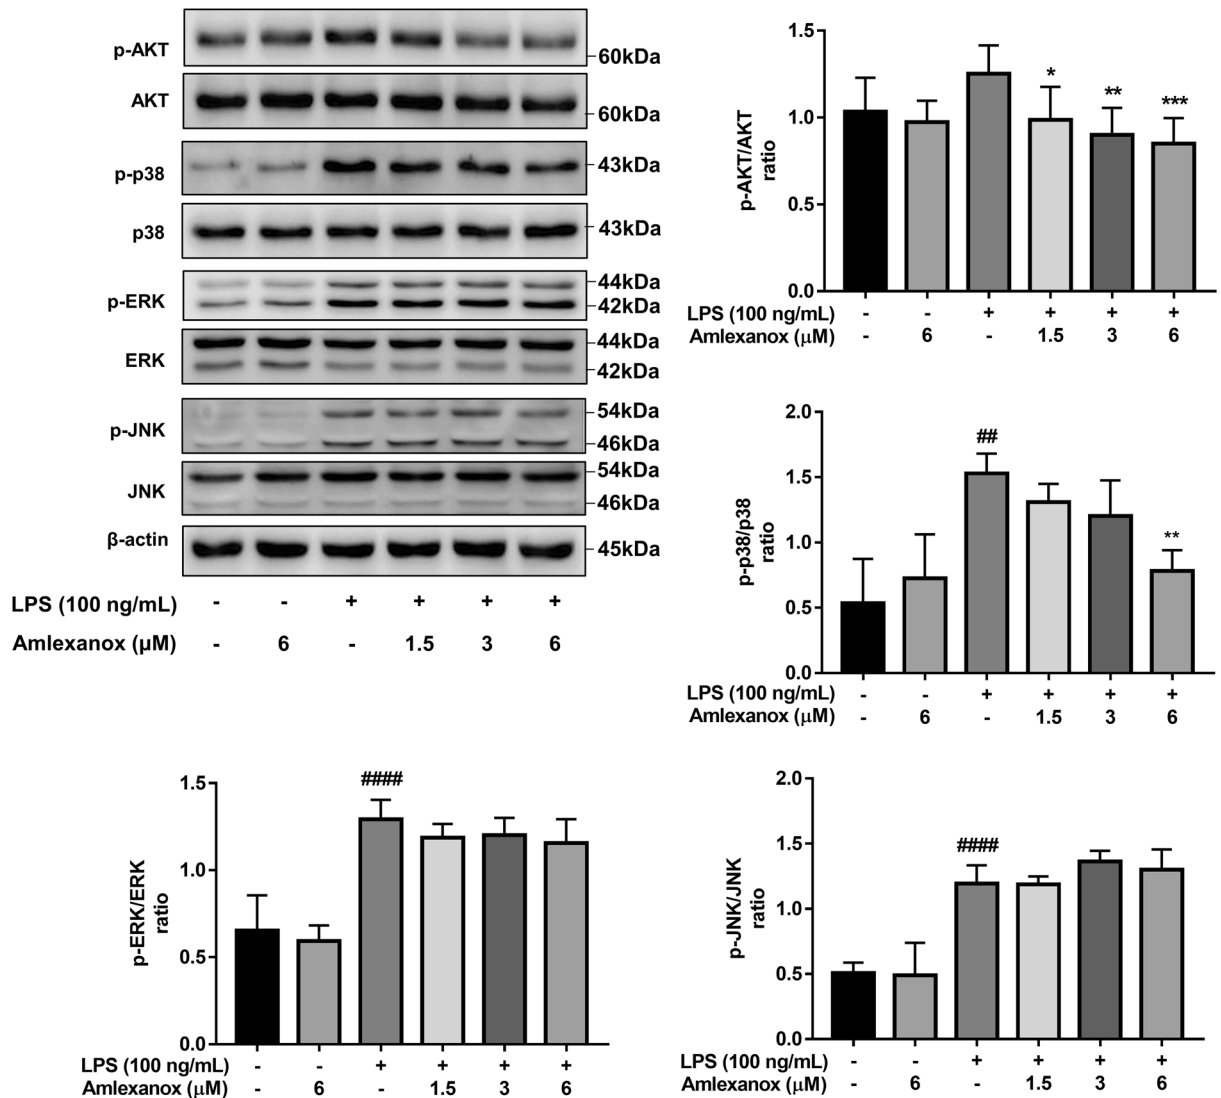 p-AKT
60kDa
AKT
60kDa
p-p38
43kDa
p38
43kDa
p-ERK
44kDa
42kDa
ERK
44kDa
42kDa
p-JNK
54kDa
46kDa
JNK
54kDa
46kDa
β-actin
45kDa
LPS (100 ng/mL) - - + + + +
Amlexanox (μM) - 6 - 1.5 3 6
p-AKT/AKT
ratio
1.5
1.0
0.5
0.0
* ** ***
LPS (100 ng/mL) - - + + + +
Amlexanox (μM) - 6 - 1.5 3 6
p-p38/p38
ratio
2.0
1.5
1.0
0.5
0.0
## **
LPS (100 ng/mL) - - + + + +
Amlexanox (μM) - 6 - 1.5 3 6
p-ERK/ERK
ratio
1.5
1.0
0.5
0.0
####
LPS (100 ng/mL) - - + + + +
Amlexanox (μM) - 6 - 1.5 3 6
p-JNK/JNK
ratio
2.0
1.5
1.0
0.5
0.0
####
LPS (100 ng/mL) - - + + + +
Amlexanox (μM) - 6 - 1.5 3 6